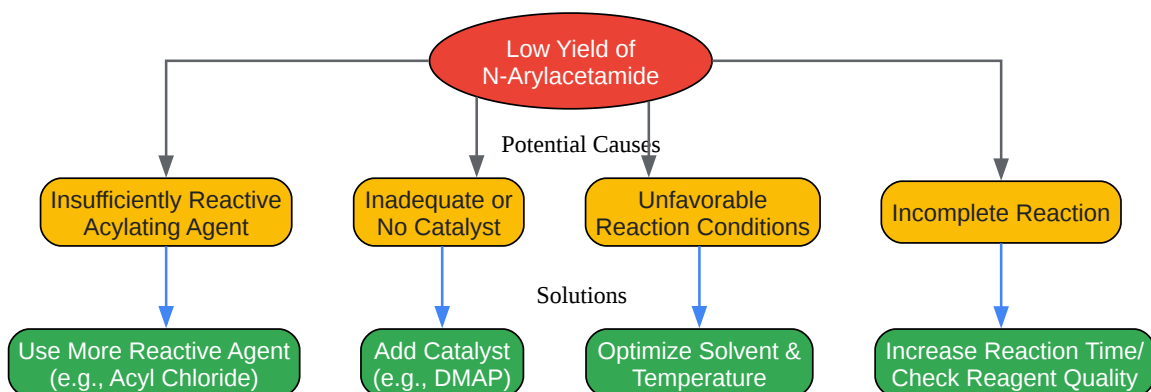 Low Yield of
N-Arylacetamide
Potential Causes
Insufficiently Reactive
Acylating Agent
Inadequate or
No Catalyst
Unfavorable
Reaction Conditions
Incomplete Reaction
Solutions
Use More Reactive Agent
(e.g., Acyl Chloride)
Add Catalyst
(e.g., DMAP)
Optimize Solvent &
Temperature
Increase Reaction Time/
Check Reagent Quality